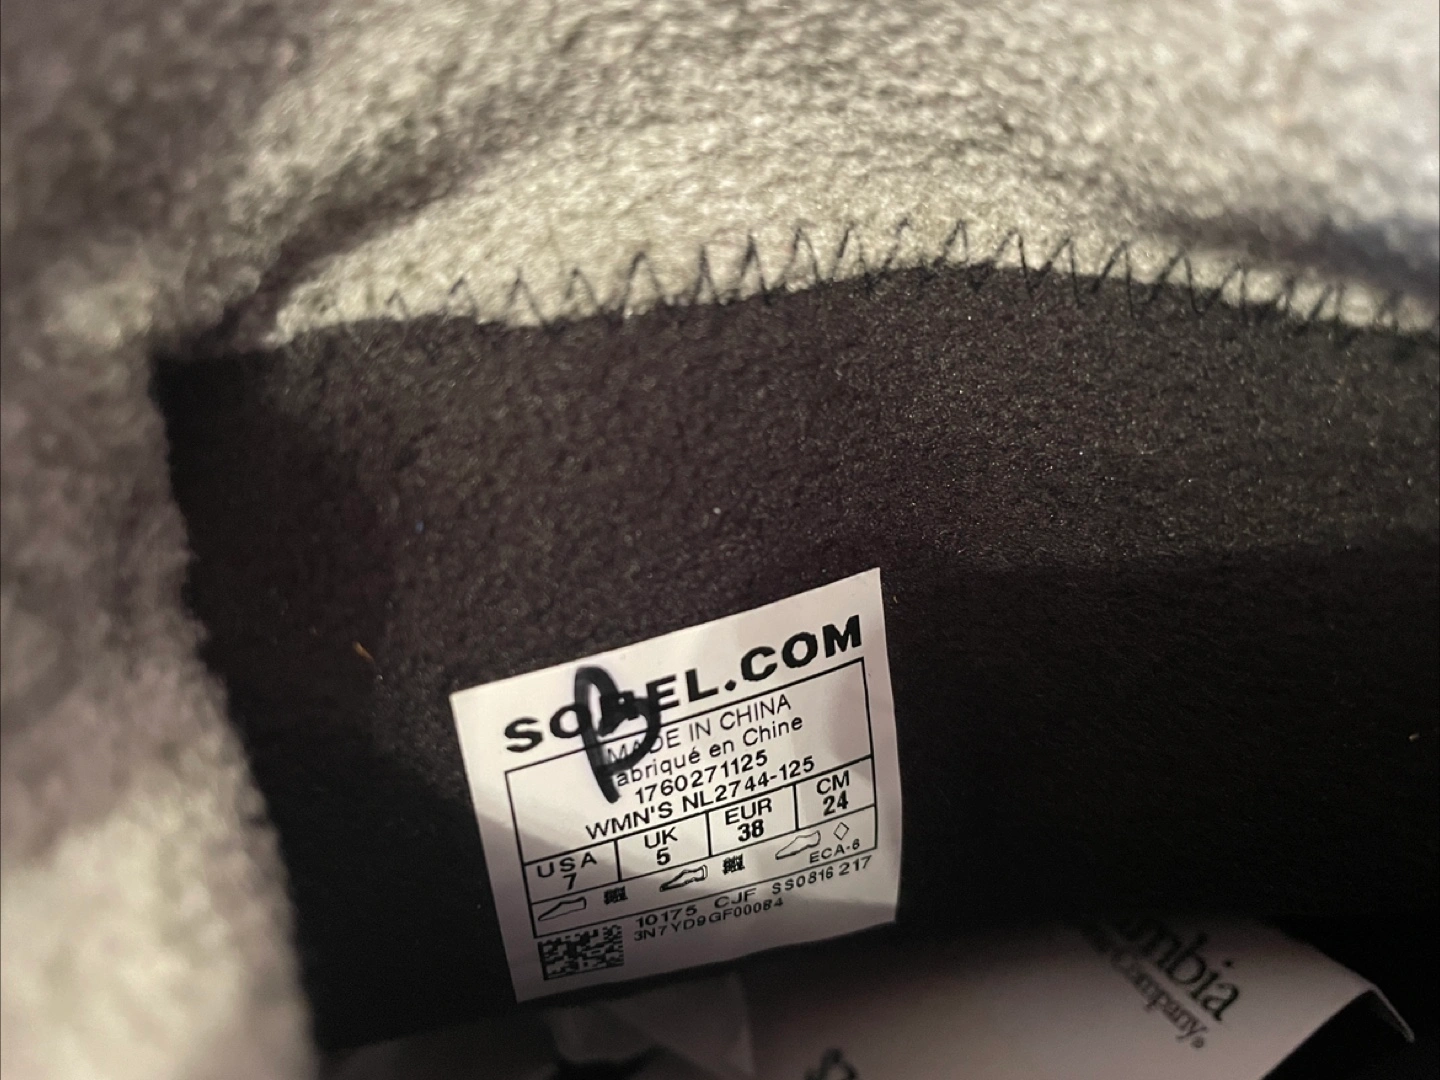 SOREL.COM
MADE IN CHINA
Fabriqué en Chine
1760271125
WMN'S NL2744-125
USA UK EUR CM
7 5 38 24
ECA-6
10175 CJF SS0816 217
3N7YD9GF00084
Company®